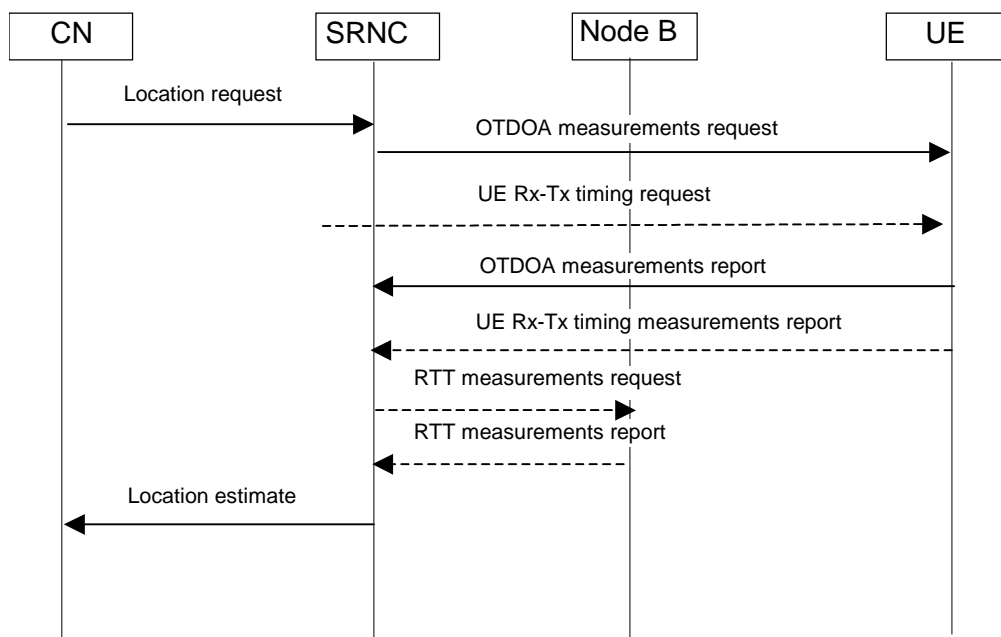 CN
SRNC
Node B
UE
Location request
OTDOA measurements request
UE Rx-Tx timing request
OTDOA measurements report
UE Rx-Tx timing measurements report
RTT measurements request
RTT measurements report
Location estimate